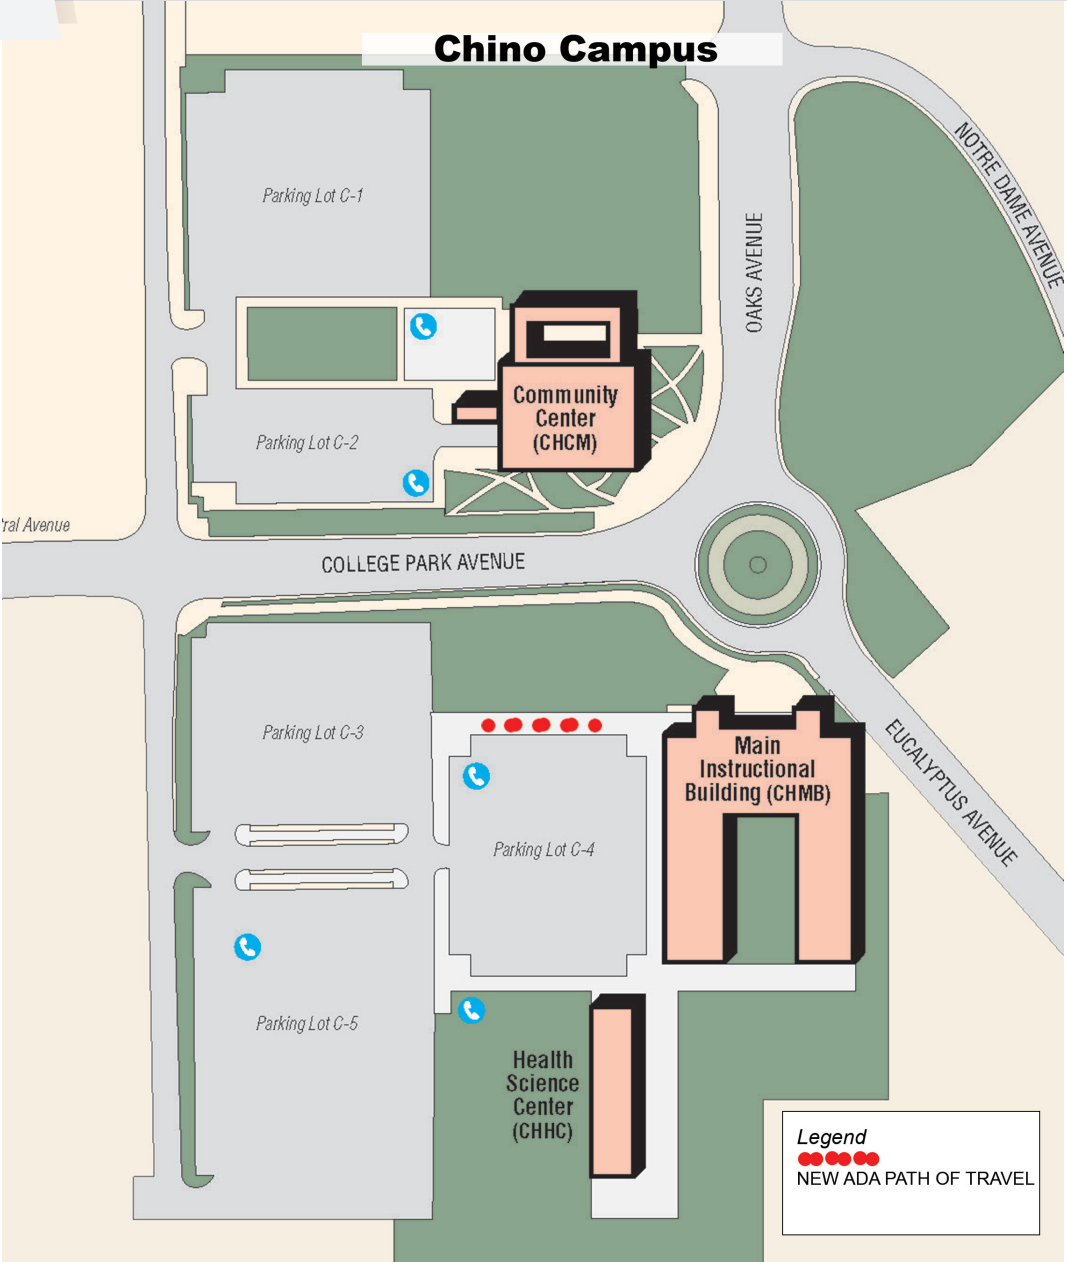 Chino Campus
NOTRE DAME AVENUE
Parking Lot C-1
OAKS AVENUE
Community
Center
(CHCM)
Parking Lot C-2
tral Avenue
COLLEGE PARK AVENUE
Parking Lot C-3
EUCALYPTUS AVENUE
Main
Instructional
Building (CHMB)
Parking Lot C-4
Parking Lot C-5
Health
Science
Center
(CHHC)
Legend
NEW ADA PATH OF TRAVEL